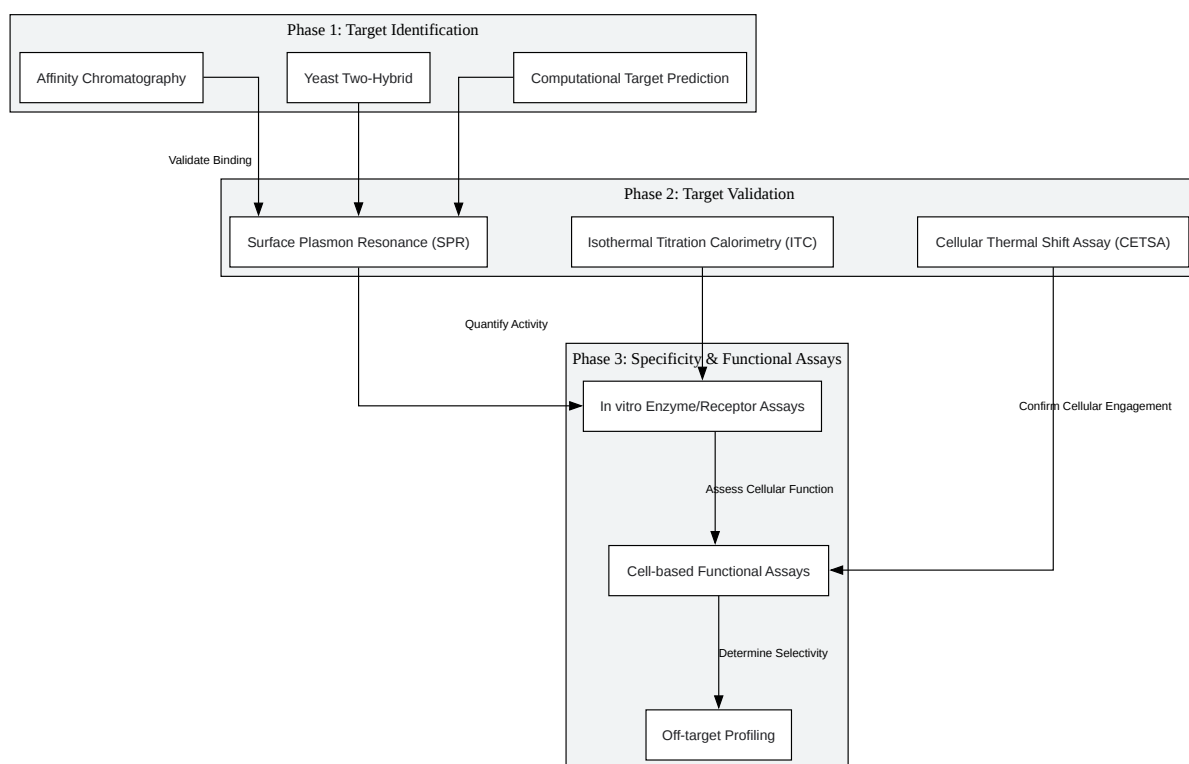 Phase 1: Target Identification
Affinity Chromatography
Yeast Two-Hybrid
Computational Target Prediction
Validate Binding
Phase 2: Target Validation
Surface Plasmon Resonance (SPR)
Isothermal Titration Calorimetry (ITC)
Cellular Thermal Shift Assay (CETSA)
Quantify Activity
Phase 3: Specificity & Functional Assays
In vitro Enzyme/Receptor Assays
Confirm Cellular Engagement
Assess Cellular Function
Cell-based Functional Assays
Determine Selectivity
Off-target Profiling